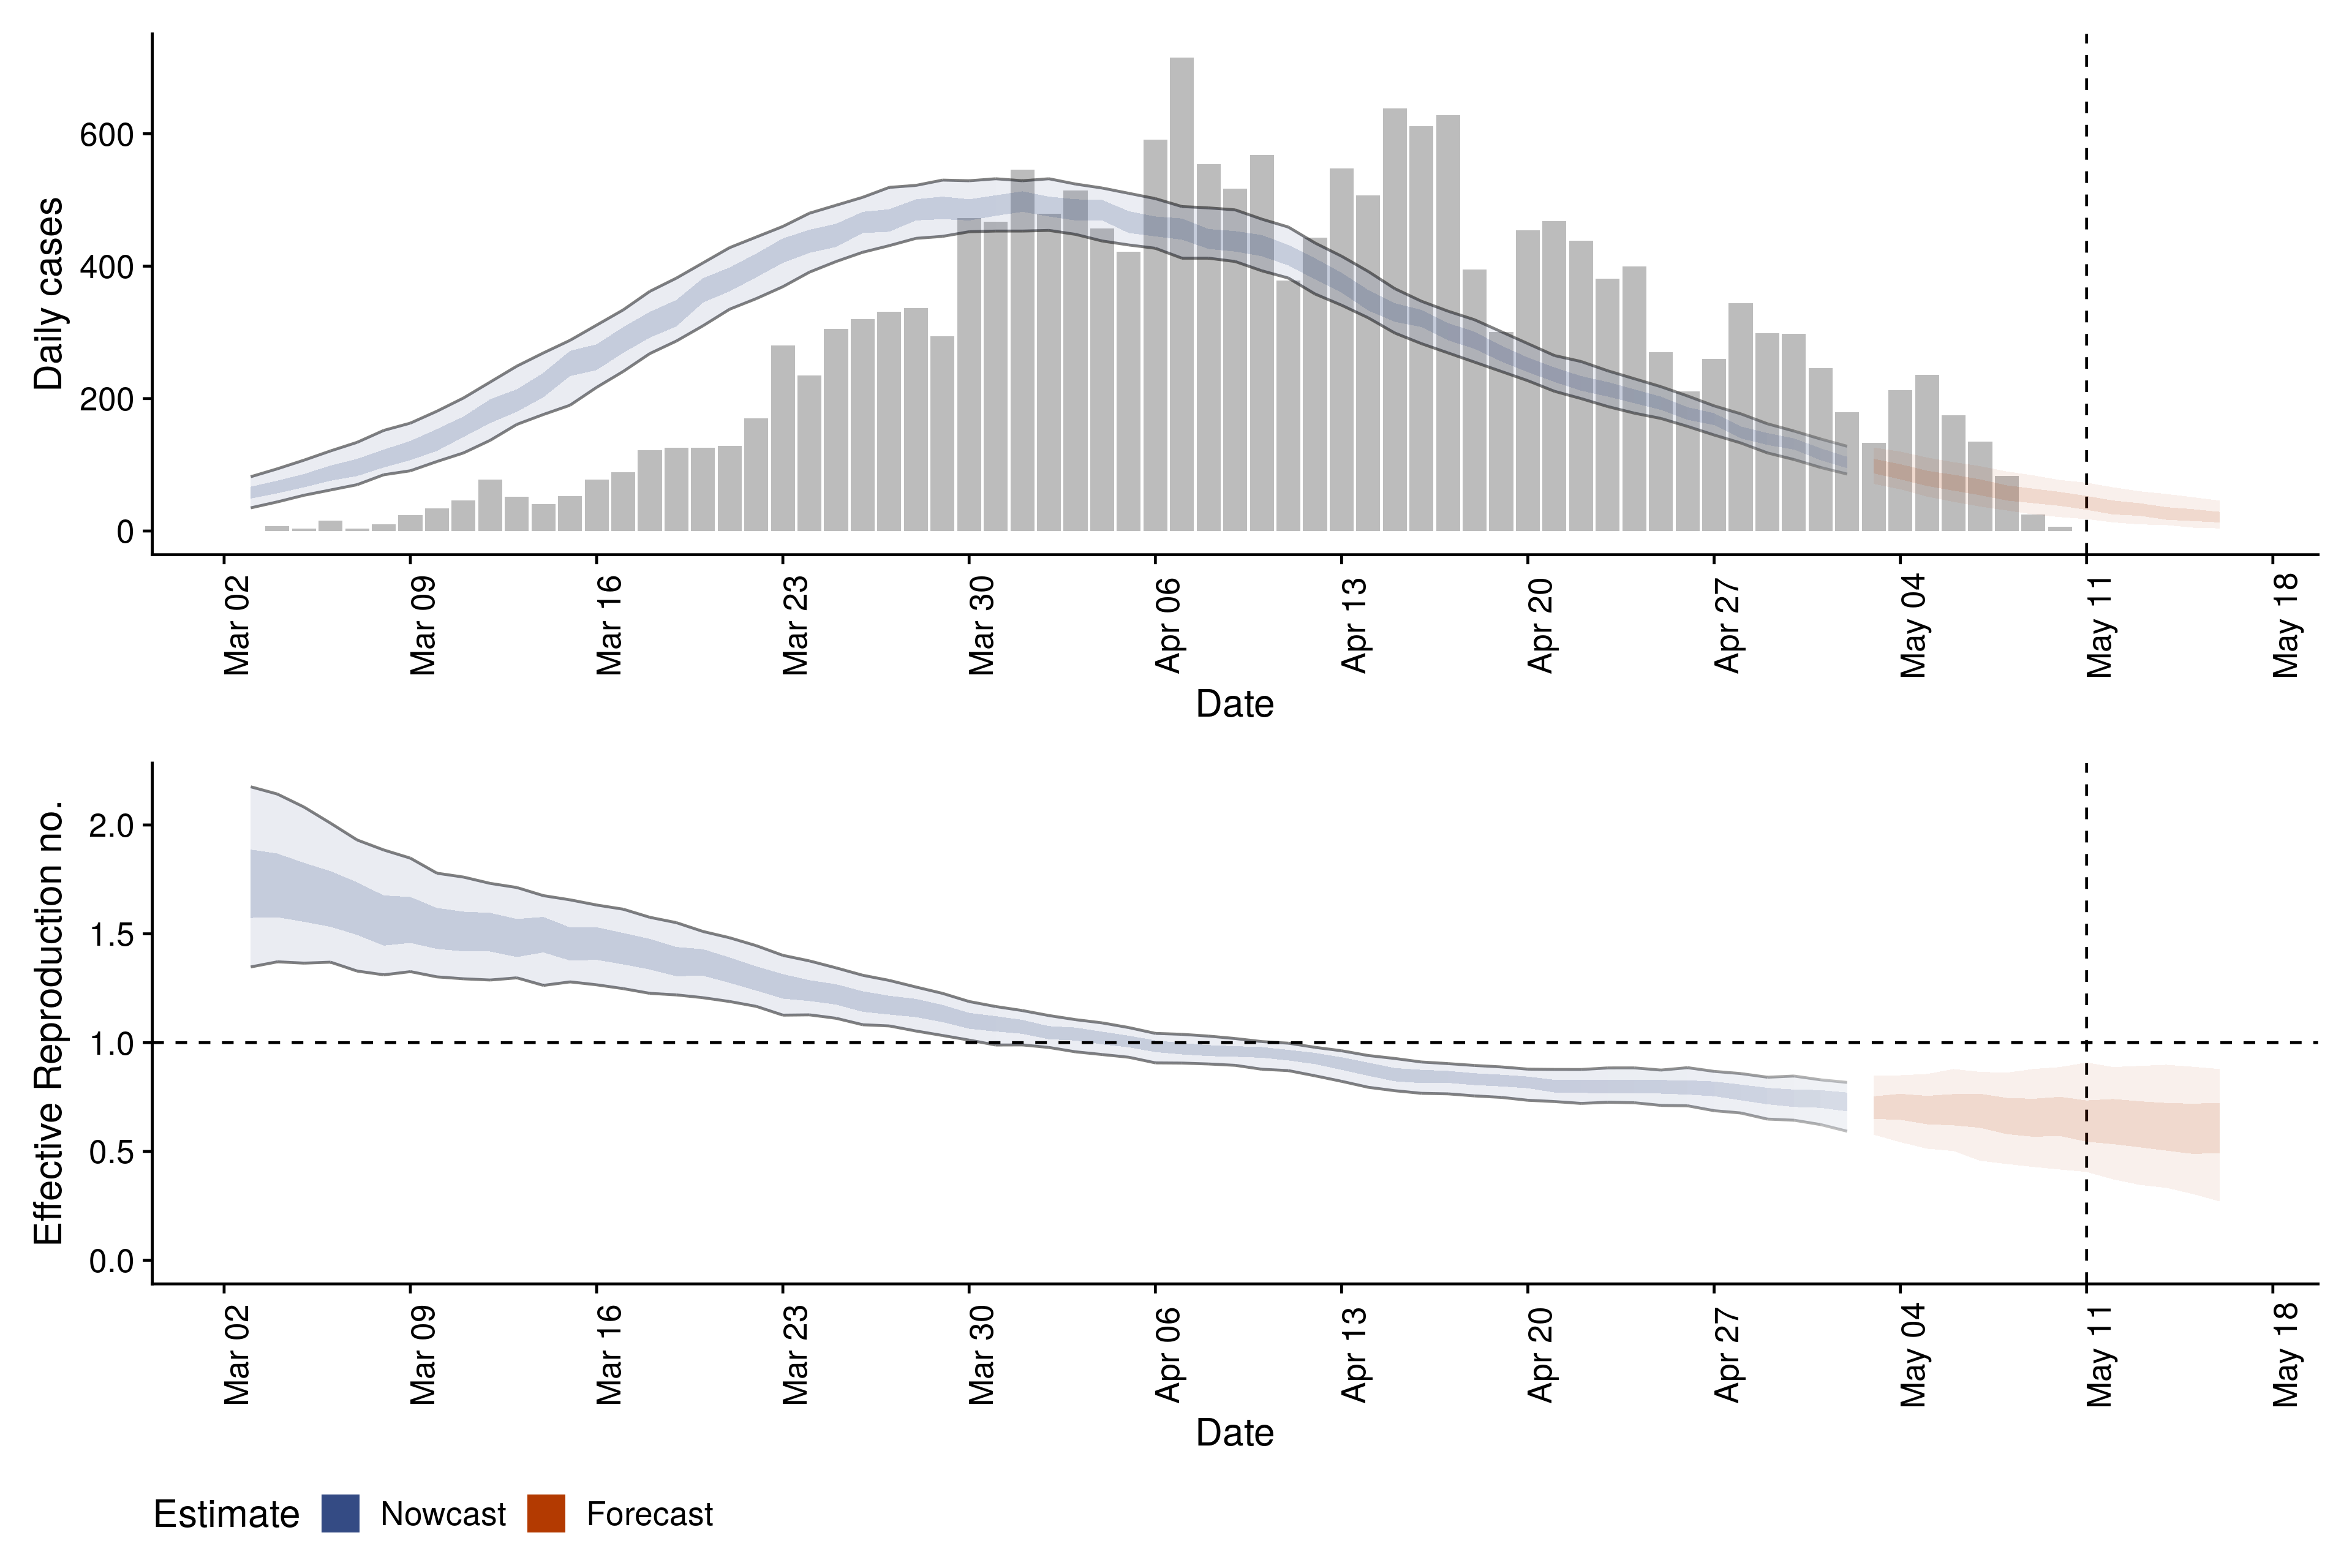 Daily cases
600
400
200
0
Mar 02 Mar 09 Mar 16 Mar 23 Mar 30 Apr 06 Apr 13 Apr 20 Apr 27 May 04 May 11 May 18
Date
Effective Reproduction no.
2.0
1.5
1.0
0.5
0.0
Mar 02 Mar 09 Mar 16 Mar 23 Mar 30 Apr 06 Apr 13 Apr 20 Apr 27 May 04 May 11 May 18
Date
Estimate Nowcast Forecast